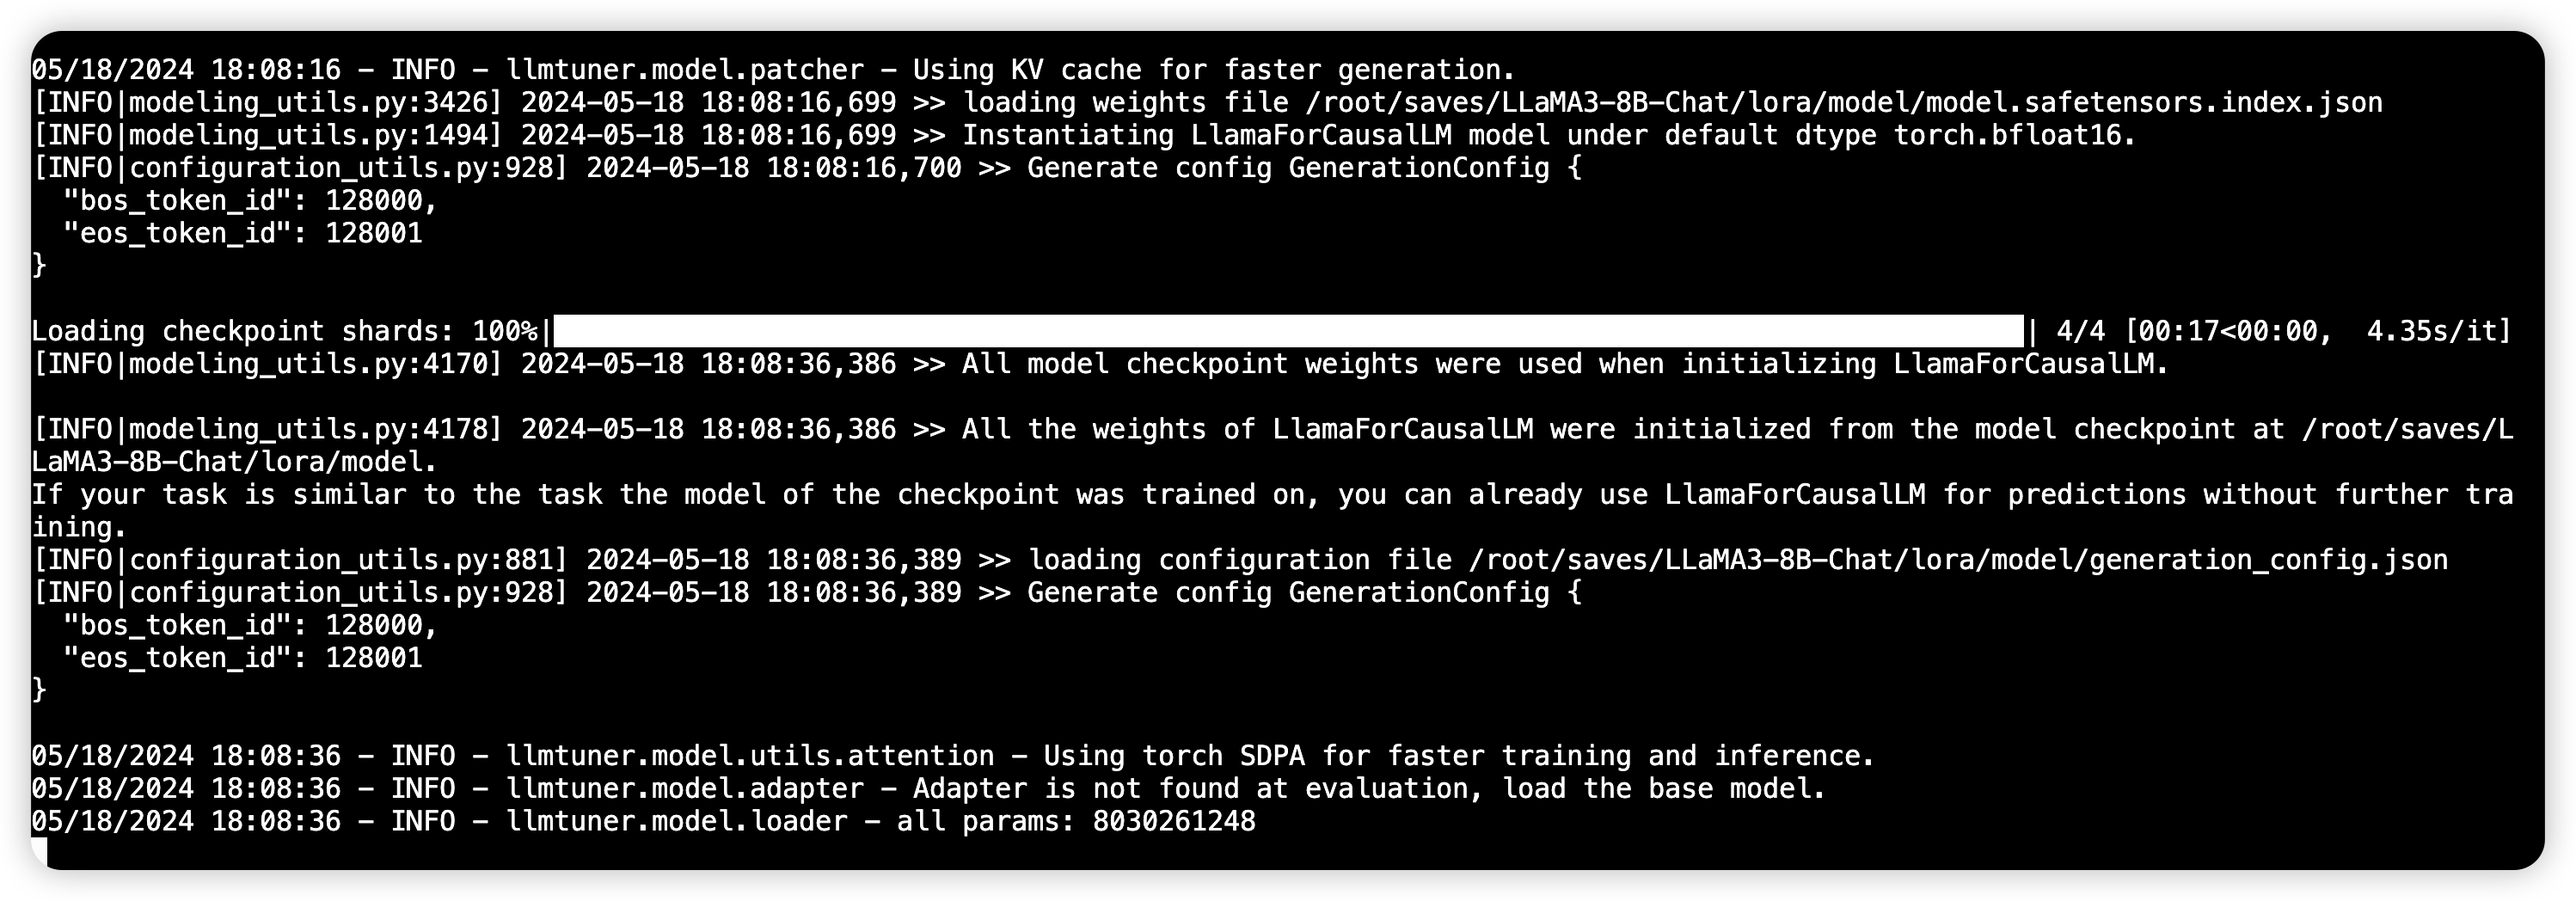 05/18/2024 18:08:16 - INFO - llmtuner.model.patcher - Using KV cache for faster generation.
[INFO|modeling_utils.py:3426] 2024-05-18 18:08:16,699 >> loading weights file /root/saves/LLaMA3-8B-Chat/lora/model/model.safetensors.index.json
[INFO|modeling_utils.py:1494] 2024-05-18 18:08:16,699 >> Instantiating LlamaForCausalLM model under default dtype torch.bfloat16.
[INFO|configuration_utils.py:928] 2024-05-18 18:08:16,700 >> Generate config GenerationConfig {
  "bos_token_id": 128000,
  "eos_token_id": 128001
}
Loading checkpoint shards: 100%| | 4/4 [00:17<00:00,  4.35s/it]
[INFO|modeling_utils.py:4170] 2024-05-18 18:08:36,386 >> All model checkpoint weights were used when initializing LlamaForCausalLM.
[INFO|modeling_utils.py:4178] 2024-05-18 18:08:36,386 >> All the weights of LlamaForCausalLM were initialized from the model checkpoint at /root/saves/L
LaMA3-8B-Chat/lora/model.
If your task is similar to the task the model of the checkpoint was trained on, you can already use LlamaForCausalLM for predictions without further tra
ining.
[INFO|configuration_utils.py:881] 2024-05-18 18:08:36,389 >> loading configuration file /root/saves/LLaMA3-8B-Chat/lora/model/generation_config.json
[INFO|configuration_utils.py:928] 2024-05-18 18:08:36,389 >> Generate config GenerationConfig {
  "bos_token_id": 128000,
  "eos_token_id": 128001
}
05/18/2024 18:08:36 - INFO - llmtuner.model.utils.attention - Using torch SDPA for faster training and inference.
05/18/2024 18:08:36 - INFO - llmtuner.model.adapter - Adapter is not found at evaluation, load the base model.
05/18/2024 18:08:36 - INFO - llmtuner.model.loader - all params: 8030261248